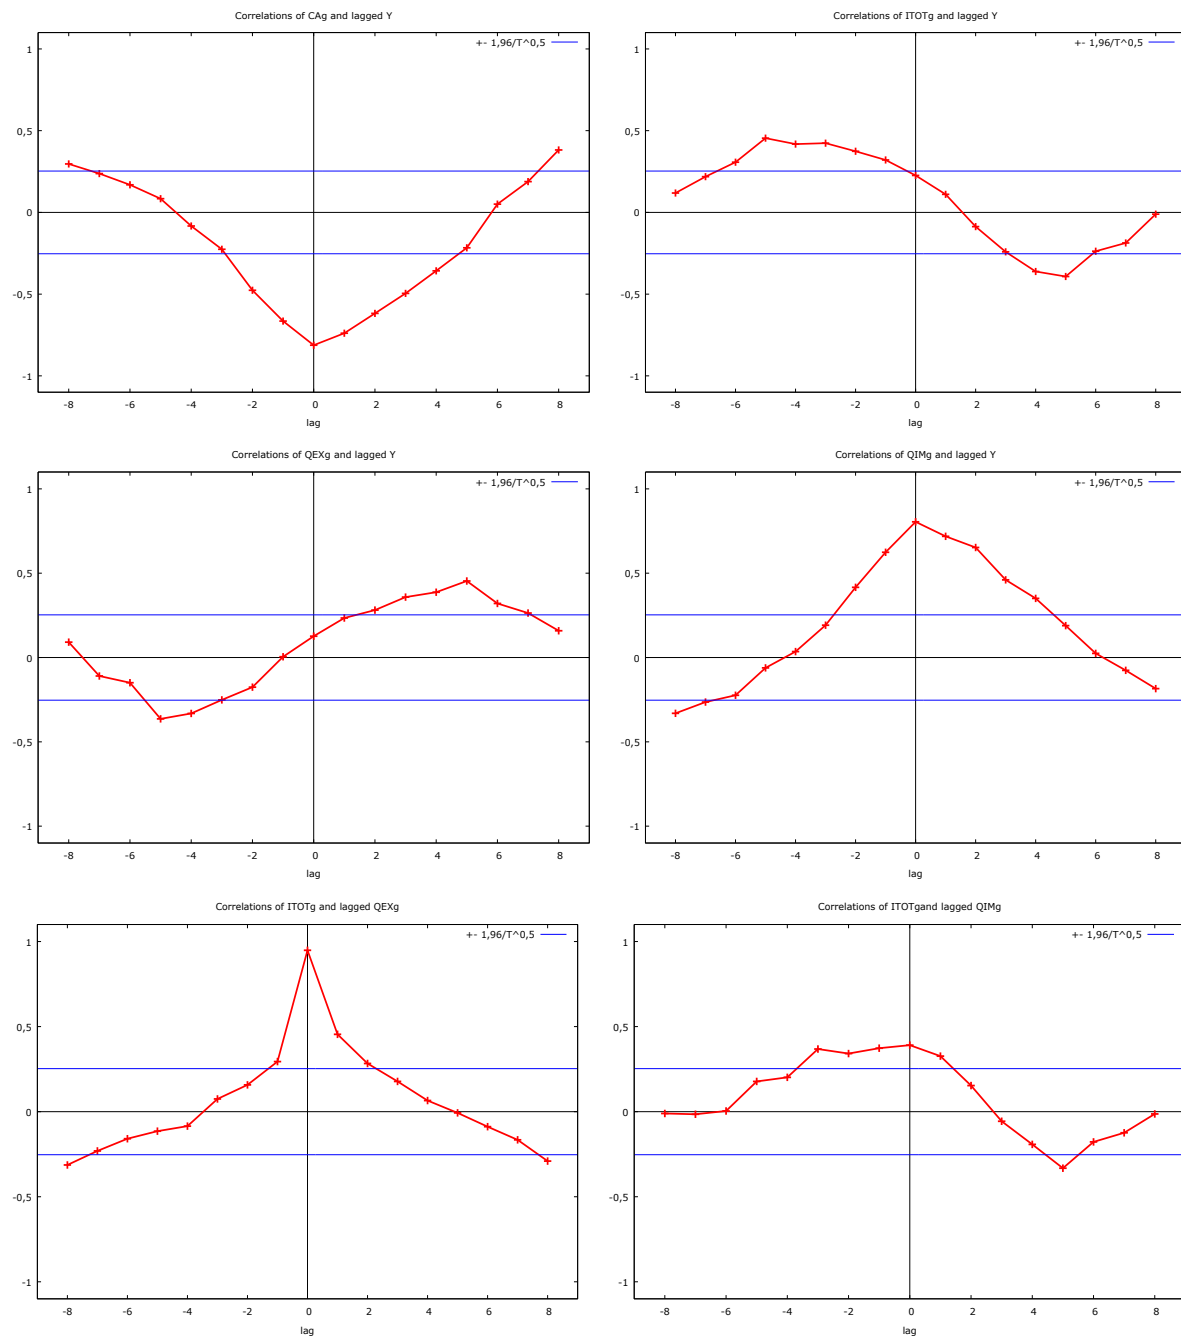 Correlations of CAg and lagged Y
+- 1,96/T^0,5
1
0,5
0
-0,5
-1
-8 -6 -4 -2 0 2 4 6 8
lag
Correlations of ITOTg and lagged Y
+- 1,96/T^0,5
1
0,5
0
-0,5
-1
-8 -6 -4 -2 0 2 4 6 8
lag
Correlations of QEXg and lagged Y
+- 1,96/T^0,5
1
0,5
0
-0,5
-1
-8 -6 -4 -2 0 2 4 6 8
lag
Correlations of QIMg and lagged Y
+- 1,96/T^0,5
1
0,5
0
-0,5
-1
-8 -6 -4 -2 0 2 4 6 8
lag
Correlations of ITOTg and lagged QEXg
+- 1,96/T^0,5
1
0,5
0
-0,5
-1
-8 -6 -4 -2 0 2 4 6 8
lag
Correlations of ITOTgand lagged QIMg
+- 1,96/T^0,5
1
0,5
0
-0,5
-1
-8 -6 -4 -2 0 2 4 6 8
lag